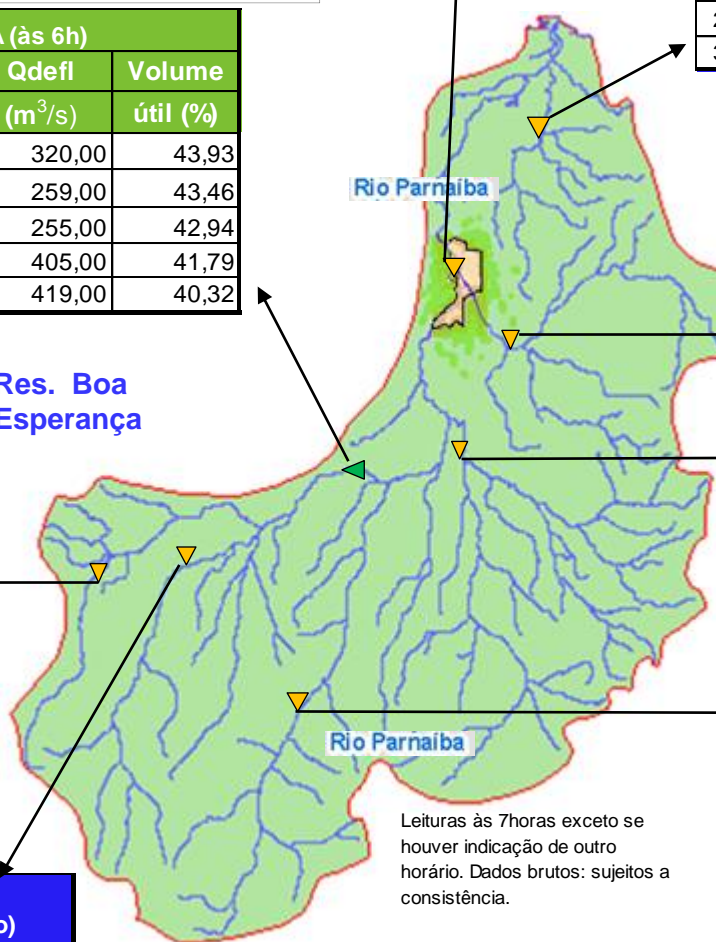 A (às 6h)
Qdefl Volume
(m³/s) útil (%)
320,00 43,93
259,00 43,46
255,00 42,94
405,00 41,79
419,00 40,32
Rio Parnaíba
Res. Boa
Esperança
Rio Parnaíba
Leituras às 7horas exceto se
houver indicação de outro
horário. Dados brutos: sujeitos a
consistência.